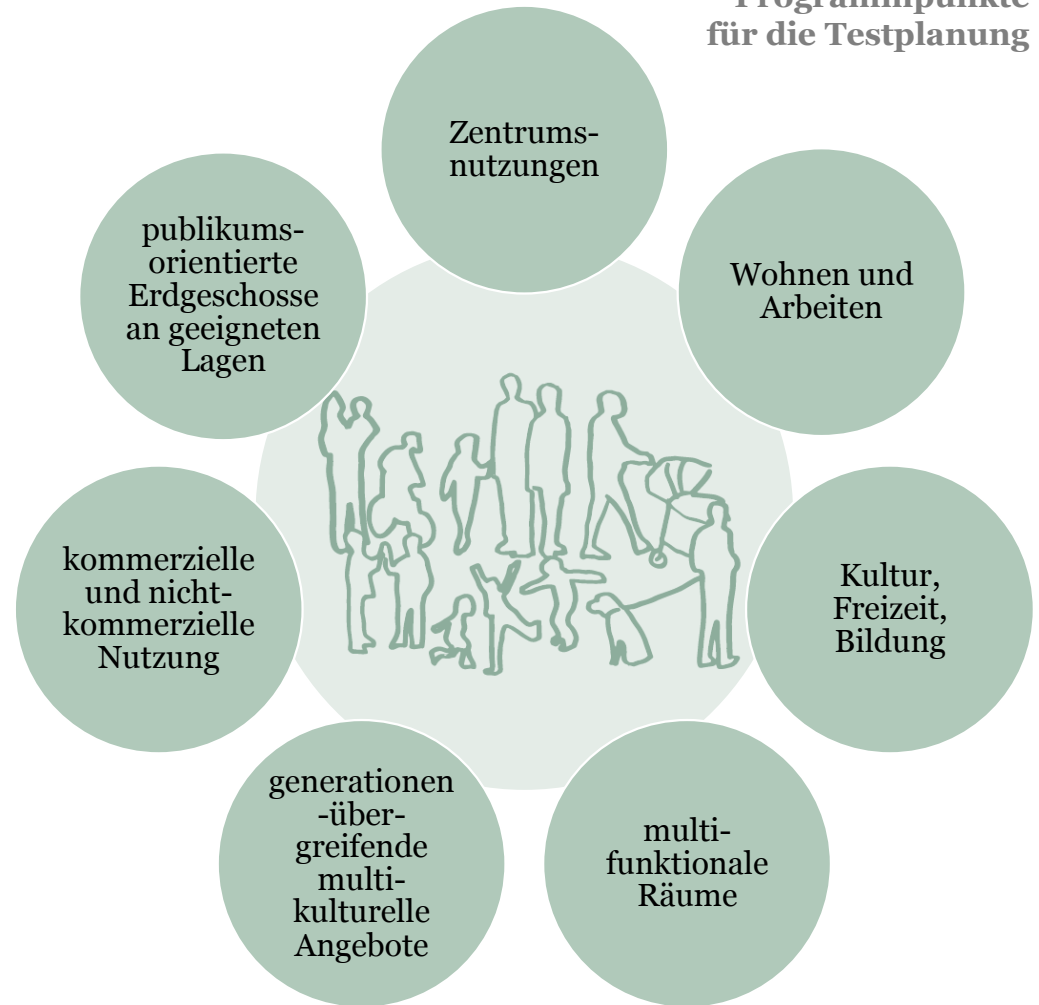 Programmpunkte
für die Testplanung
Zentrums-
nutzungen
Wohnen und
Arbeiten
Kultur,
Freizeit,
Bildung
multi-
funktionale
Räume
generationen
-über-
greifende
multi-
kulturelle
Angebote
kommerzielle
und nicht-
kommerzielle
Nutzung
publikums-
orientierte
Erdgeschosse
an geeigneten
Lagen